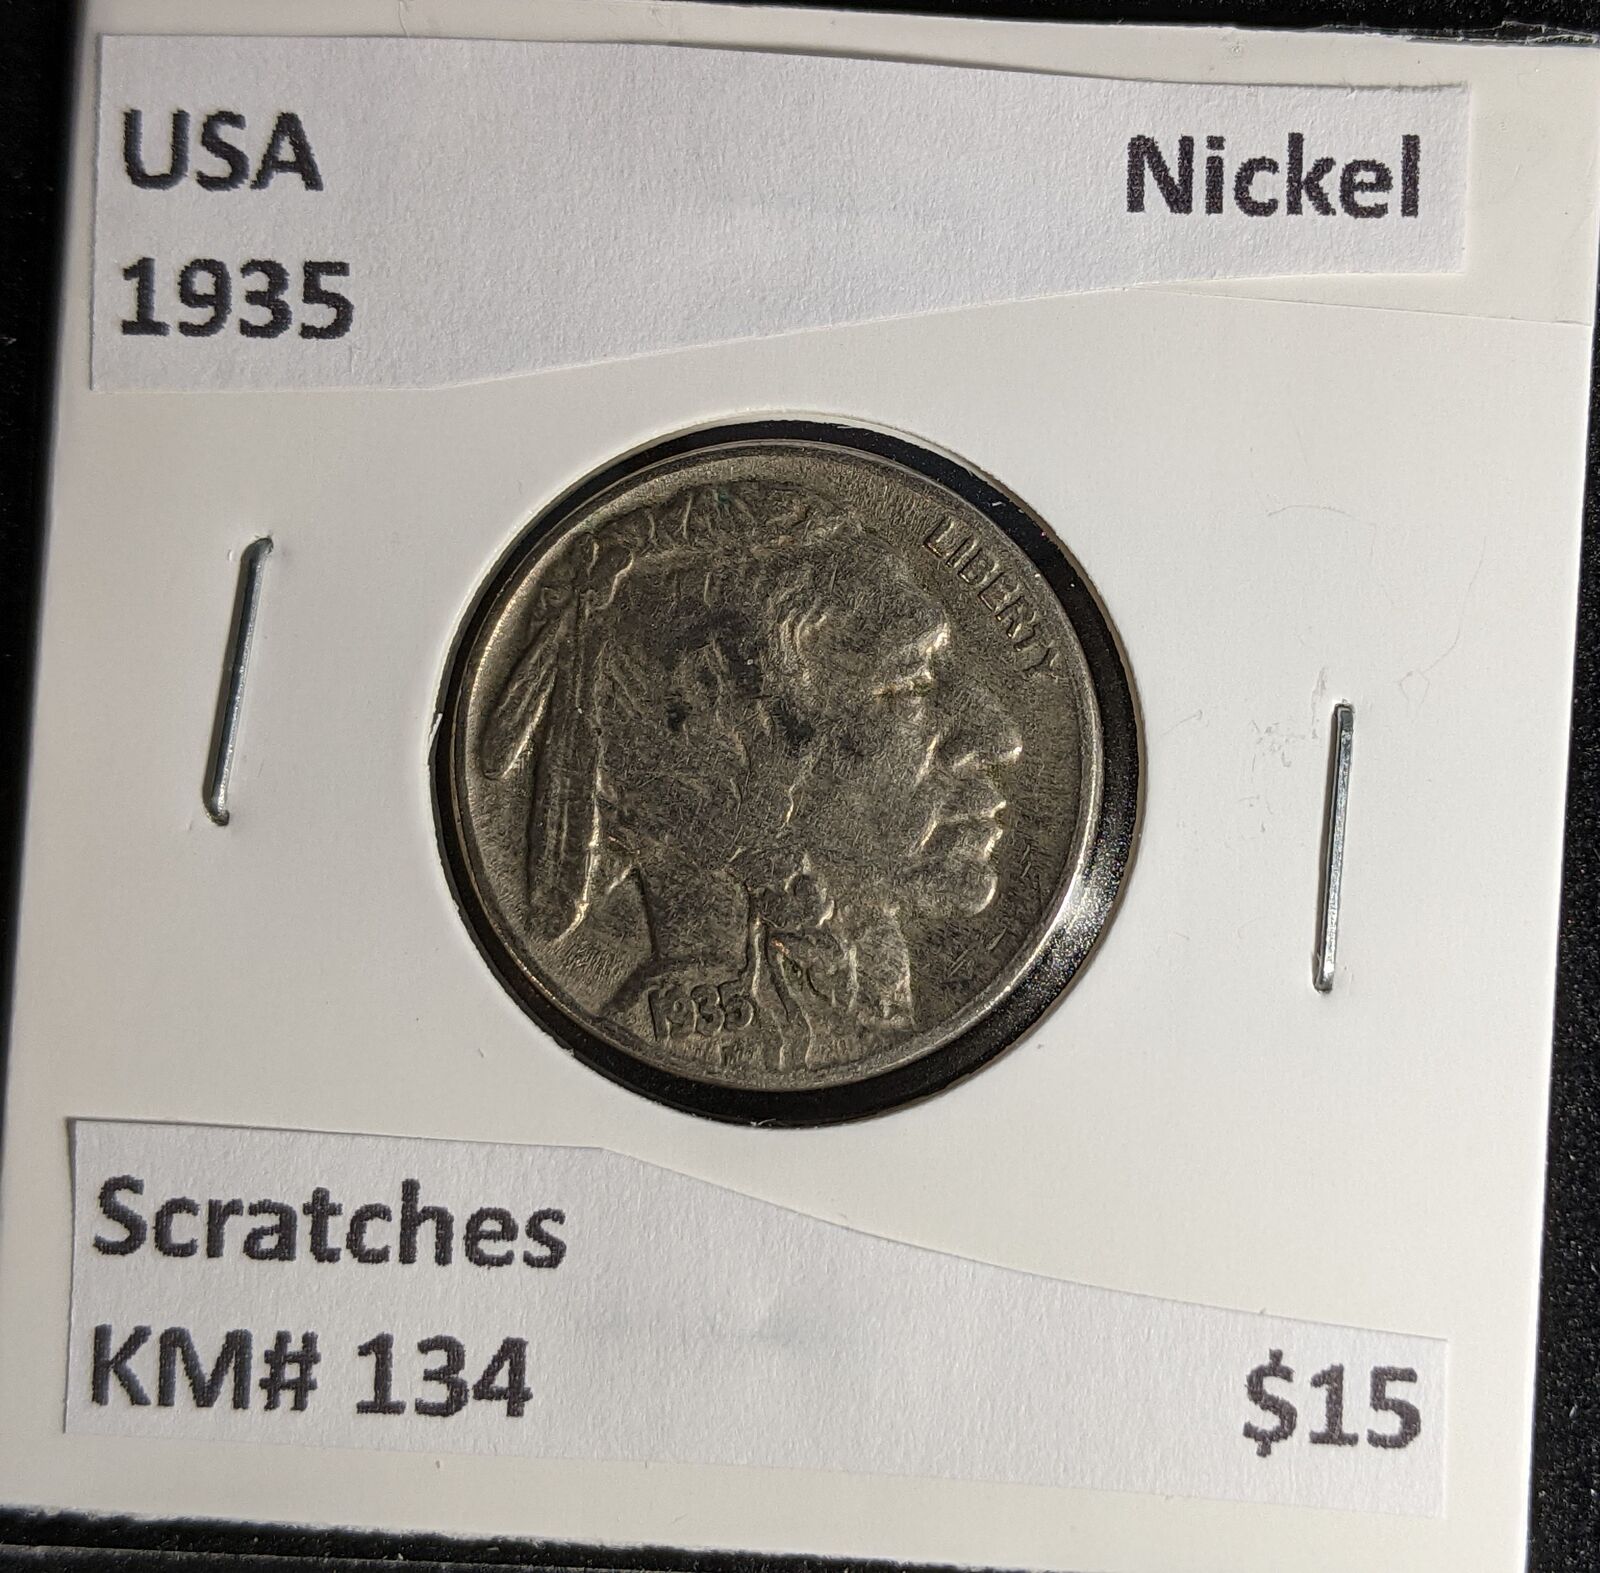 USA Nickel
1935
LIBERTY
1935
Scratches
KM# 134 $15